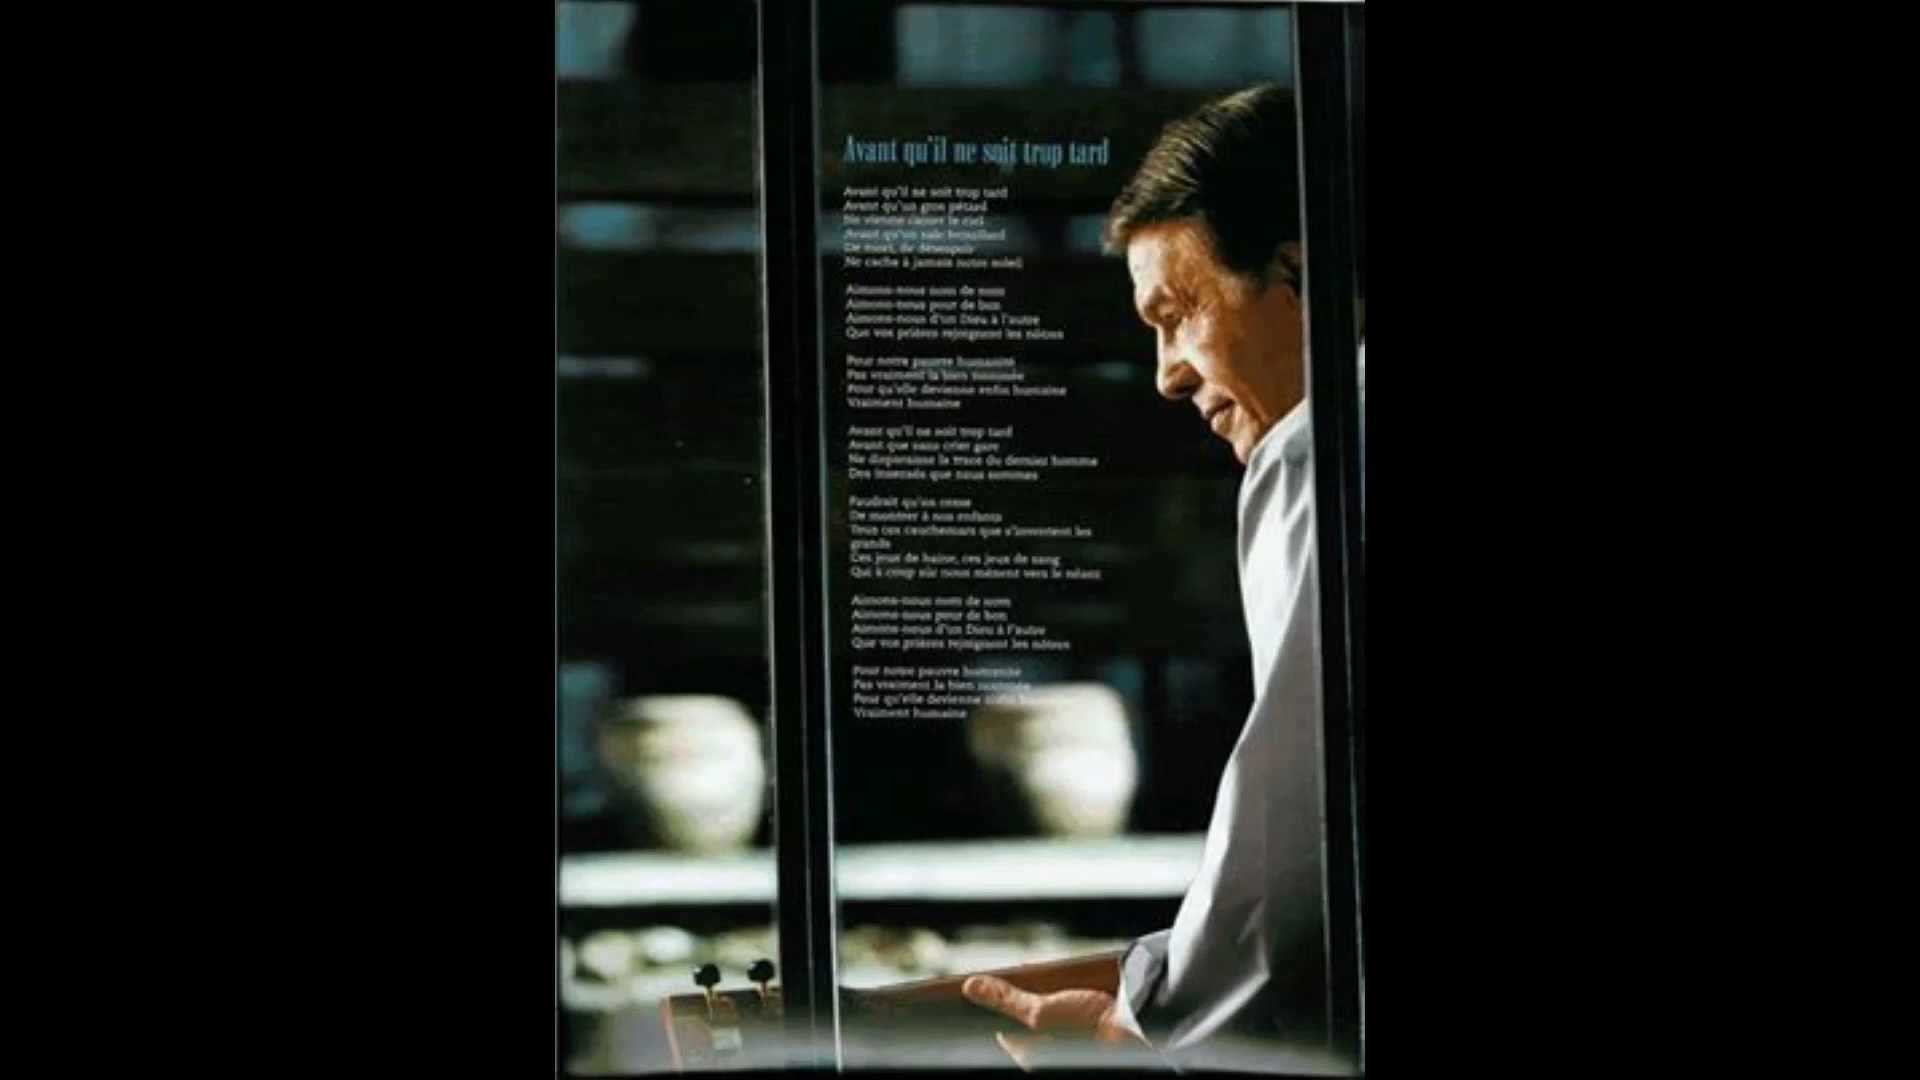 Avant qu'il ne soit trop tard
Avant qu'il ne soit trop tard
Avant qu'un gros pétard
Ne vienne casser le ciel
Avant qu'un sale brouillard
De mort, de désespoir
Ne cache à jamais notre soleil
Aimons-nous nom de nom
Aimons-nous pour de bon
Aimons-nous d'un Dieu à l'autre
Que vos prières rejoignent les nôtres
Pour notre pauvre humanité
Pas vraiment la bien nommée
Pour qu'elle devienne enfin humaine
Vraiment humaine
Avant qu'il ne soit trop tard
Avant que sans crier gare
Ne disparaisse la trace du dernier homme
Des insensés que nous sommes
Faudrait qu'on cesse
De montrer à nos enfants
Tous ces cauchemars que s'inventent les
grands
Ces jeux de haine, ces jeux de sang
Qui à coup sûr nous mènent vers le néant
Aimons-nous nom de nom
Aimons-nous pour de bon
Aimons-nous d'un Dieu à l'autre
Que vos prières rejoignent les nôtres
Pour notre pauvre humanité
Pas vraiment la bien nommée
Pour qu'elle devienne enfin
Vraiment humaine